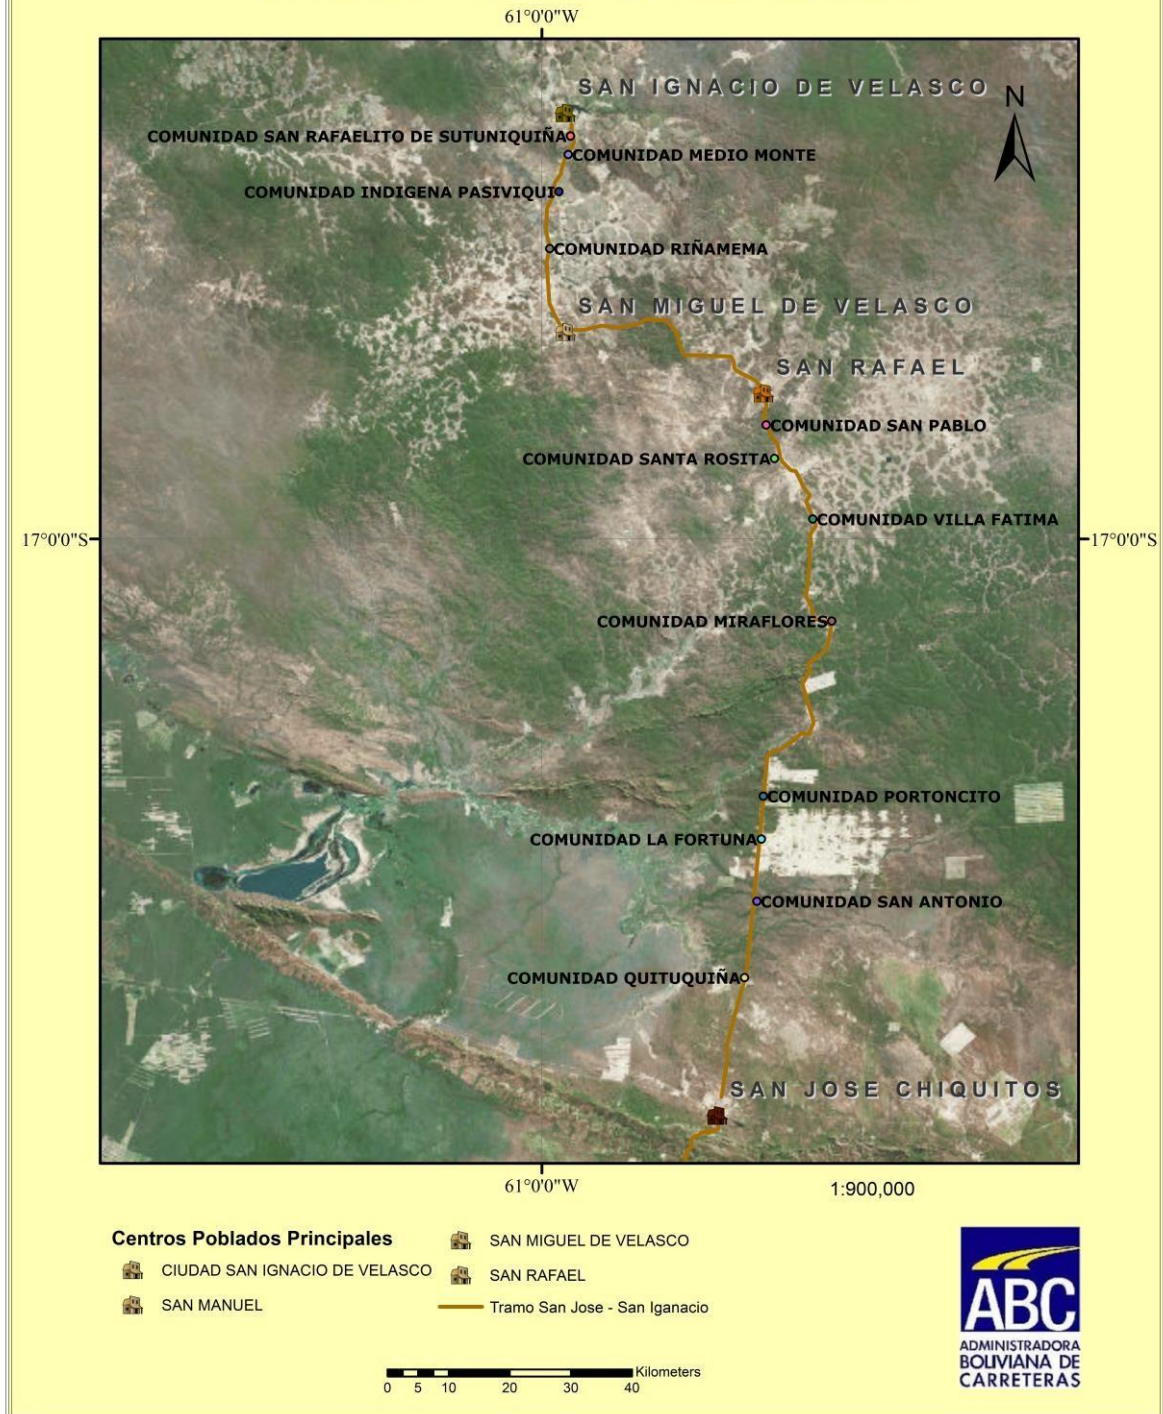 61°0'0"W
SAN IGNACIO DE VELASCO
N
COMUNIDAD SAN RAFAELITO DE SUTUNIQUIÑA
COMUNIDAD MEDIO MONTE
COMUNIDAD INDIGENA PASIVIQUI
COMUNIDAD RIÑAMEMA
SAN MIGUEL DE VELASCO
SAN RAFAEL
COMUNIDAD SAN PABLO
COMUNIDAD SANTA ROSITA
COMUNIDAD VILLA FATIMA
17°0'0"S
17°0'0"S
COMUNIDAD MIRAFLORES
COMUNIDAD PORTONCITO
COMUNIDAD LA FORTUNA
COMUNIDAD SAN ANTONIO
COMUNIDAD QUITUQUIÑA
SAN JOSE CHIQUITOS
61°0'0"W
1:900,000
Centros Poblados Principales
CIUDAD SAN IGNACIO DE VELASCO
SAN MANUEL
SAN MIGUEL DE VELASCO
SAN RAFAEL
Tramo San Jose - San Iganacio
ABC
ADMINISTRADORA
BOLIVIANA DE
CARRETERAS
Kilometers
0 5 10 20 30 40